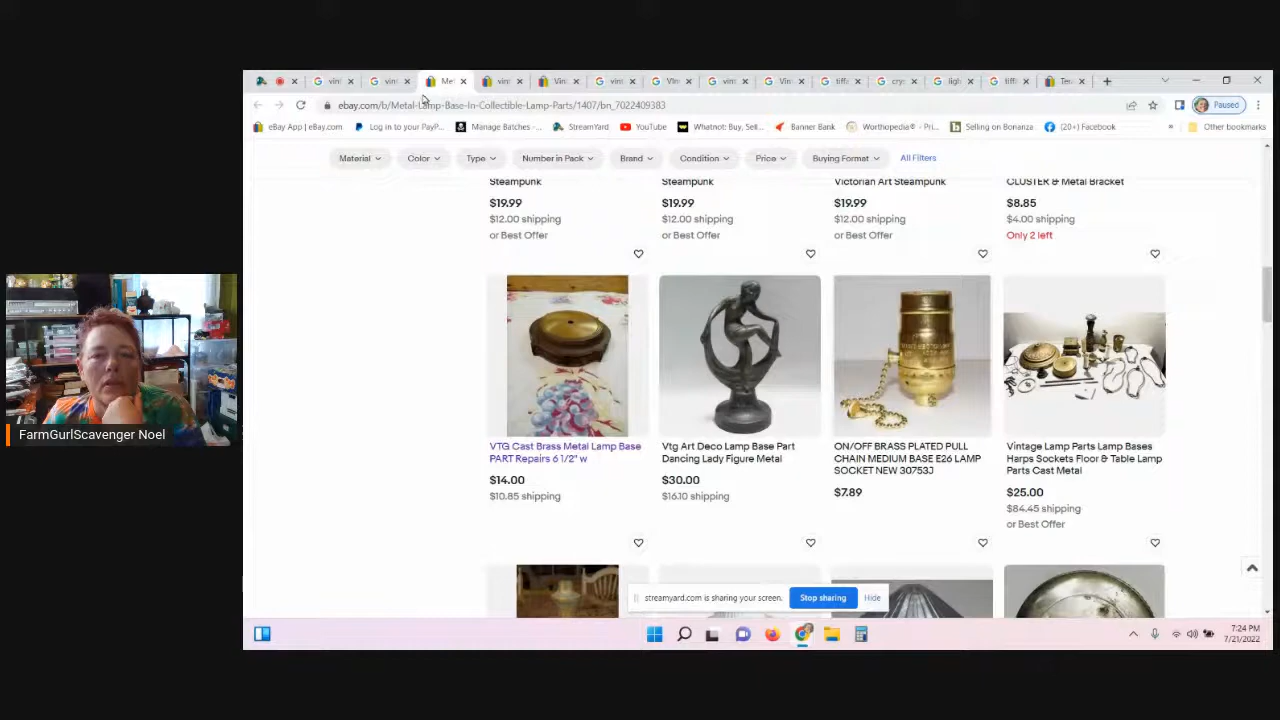 Me
ebay.com/b/Metal-Lamp-Base-In-Collectible-Lamp-Parts/1407/bn_7022409383
Paused
eBay App | eBay.com
Log in to your PayP...
Manage Batches - ...
StreamYard
YouTube
Whatnot: Buy, Sell...
Banner Bank
Worthopedia® - Pri...
Selling on Bonanza
(20+) Facebook
»
Other bookmarks
Material
Color
Type
Number in Pack
Brand
Condition
Price
Buying Format
All Filters
Steampunk
$19.99
$12.00 shipping
or Best Offer
Steampunk
$19.99
$12.00 shipping
or Best Offer
Victorian Art Steampunk
$19.99
$12.00 shipping
or Best Offer
CLUSTER & Metal Bracket
$8.85
$4.00 shipping
Only 2 left
VTG Cast Brass Metal Lamp Base
PART Repairs 6 1/2" w
$14.00
$10.85 shipping
Vtg Art Deco Lamp Base Part
Dancing Lady Figure Metal
$30.00
$16.10 shipping
ON/OFF BRASS PLATED PULL
CHAIN MEDIUM BASE E26 LAMP
SOCKET NEW 30753J
$7.89
Vintage Lamp Parts Lamp Bases
Harps Sockets Floor & Table Lamp
Parts Cast Metal
$25.00
$84.45 shipping
or Best Offer
FarmGurlScavenger Noel
streamyard.com is sharing your screen.
Stop sharing
Hide
7:24 PM
7/21/2022